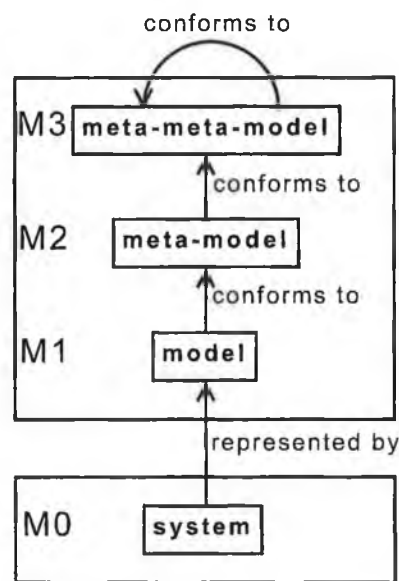 conforms to
M3 meta-meta-model
conforms to
M2 meta-model
conforms to
M1 model
represented by
M0 system